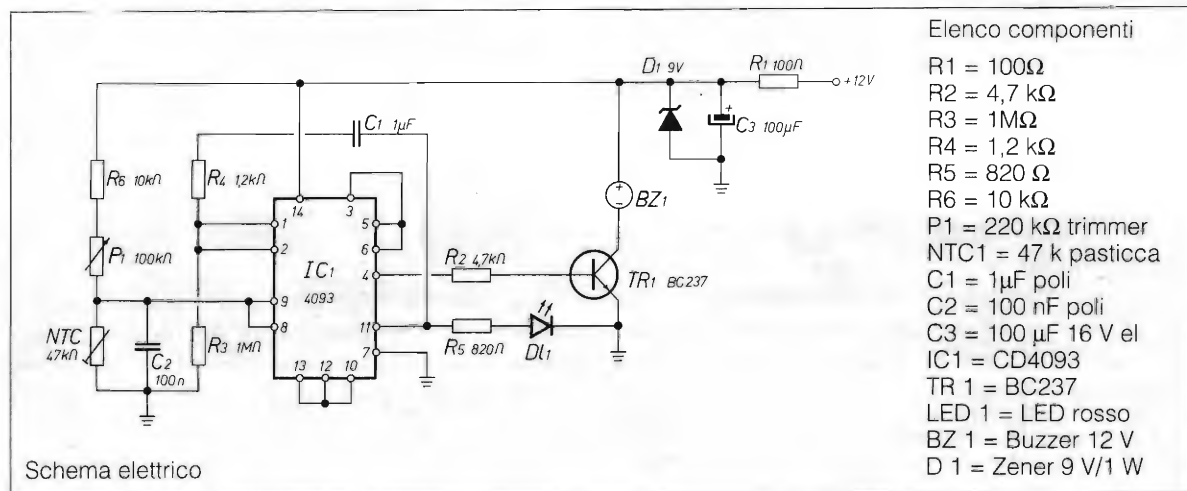 D1 9V
R1 100Ω
+12V
C1 1µF
C3 100µF
+
R6 10kΩ
R4 1,2kΩ
14
3
1
5
2
6
+
BZ1
P1 100kΩ
IC1
4093
4
R2 4,7kΩ
TR1 BC237
9
8
NTC
47kΩ
C2
100n
R3 1MΩ
11
R5 820Ω
Dl1
7
13
12
10
Schema elettrico
Elenco componenti
R1 = 100Ω
R2 = 4,7 kΩ
R3 = 1MΩ
R4 = 1,2 kΩ
R5 = 820 Ω
R6 = 10 kΩ
P1 = 220 kΩ trimmer
NTC1 = 47 k pasticca
C1 = 1µF poli
C2 = 100 nF poli
C3 = 100 µF 16 V el
IC1 = CD4093
TR 1 = BC237
LED 1 = LED rosso
BZ 1 = Buzzer 12 V
D 1 = Zener 9 V/1 W